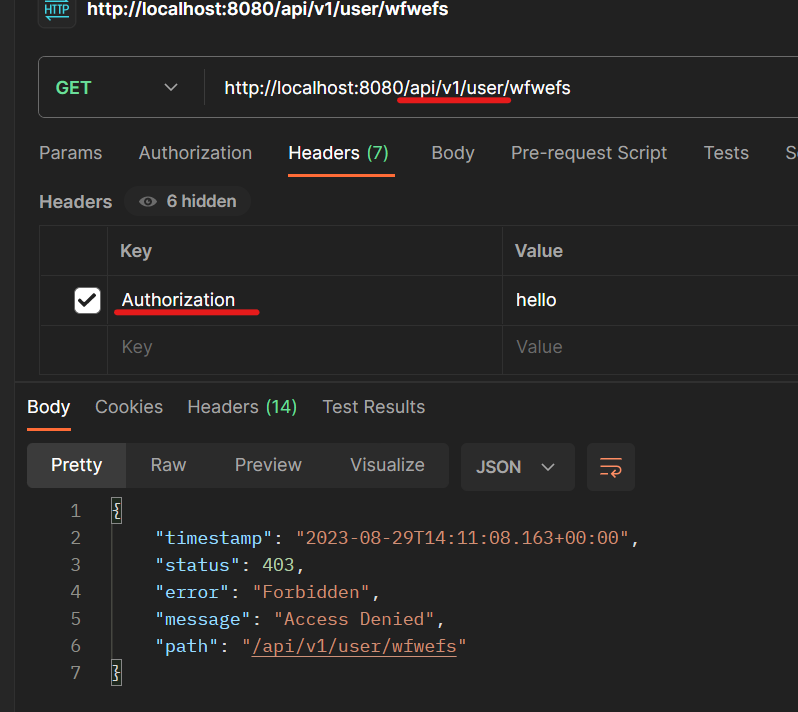 HTTP http://localhost:8080/api/v1/user/wfwefs
GET http://localhost:8080/api/v1/user/wfwefs
Params Authorization Headers (7) Body Pre-request Script Tests S
Headers 6 hidden
Key Value
Authorization hello
Key Value
Body Cookies Headers (14) Test Results
Pretty Raw Preview Visualize JSON
1 {
2 "timestamp": "2023-08-29T14:11:08.163+00:00",
3 "status": 403,
4 "error": "Forbidden",
5 "message": "Access Denied",
6 "path": "/api/v1/user/wfwefs"
7 }